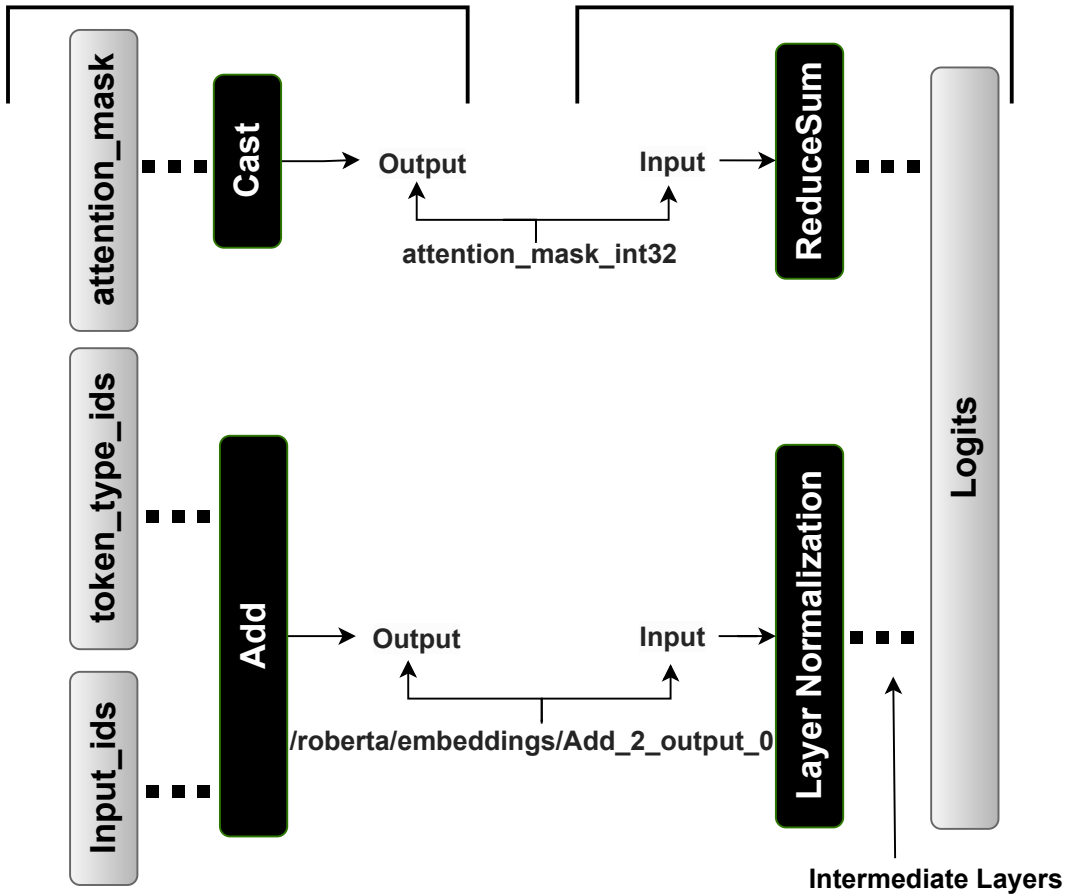 attention_mask
Cast
Output
Input
ReduceSum
attention_mask_int32
token_type_ids
Add
Output
Input
Layer Normalization
Logits
/roberta/embeddings/Add_2_output_0
Input_ids
Intermediate Layers